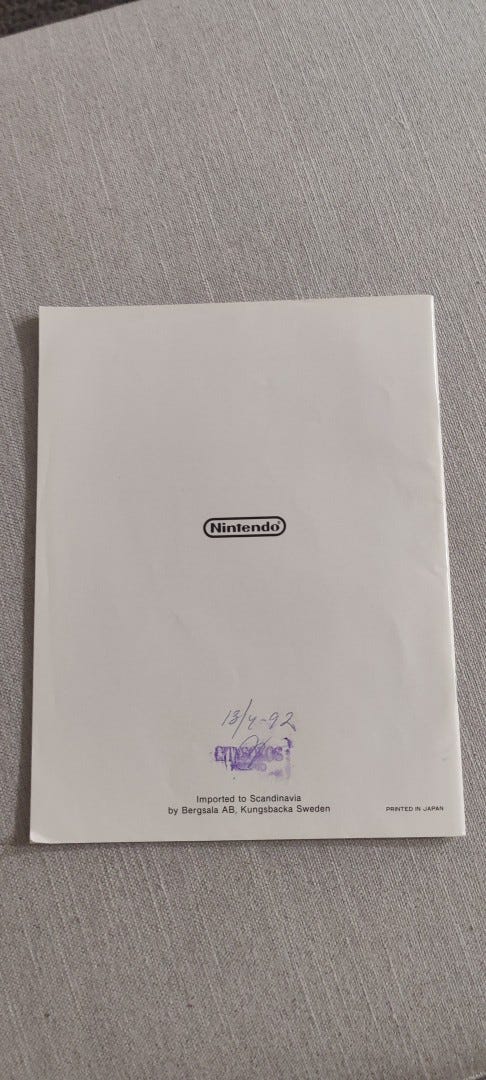 Nintendo
13/4-92
Imported to Scandinavia
by Bergsala AB, Kungsbacka Sweden
PRINTED IN JAPAN